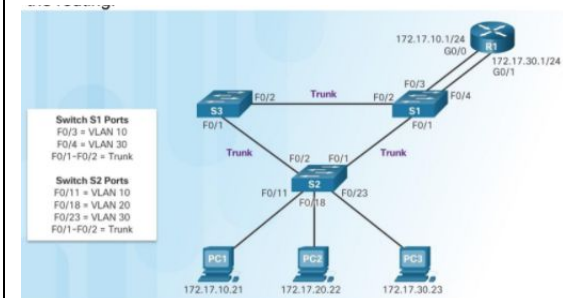 the routing.
172.17.10.1/24
G0/0
R1
172.17.30.1/24
G0/1
F0/3
F0/4
F0/2
Trunk
F0/2
S3
S1
F0/1
F0/1
Switch S1 Ports
F0/3 = VLAN 10
F0/4 = VLAN 30
F0/1-F0/2 = Trunk
Trunk
Trunk
F0/2
F0/1
S2
Switch S2 Ports
F0/11 = VLAN 10
F0/18 = VLAN 20
F0/23 = VLAN 30
F0/1-F0/2 = Trunk
F0/11
F0/18
F0/23
PC1
PC2
PC3
172.17.10.21
172.17.20.22
172.17.30.23